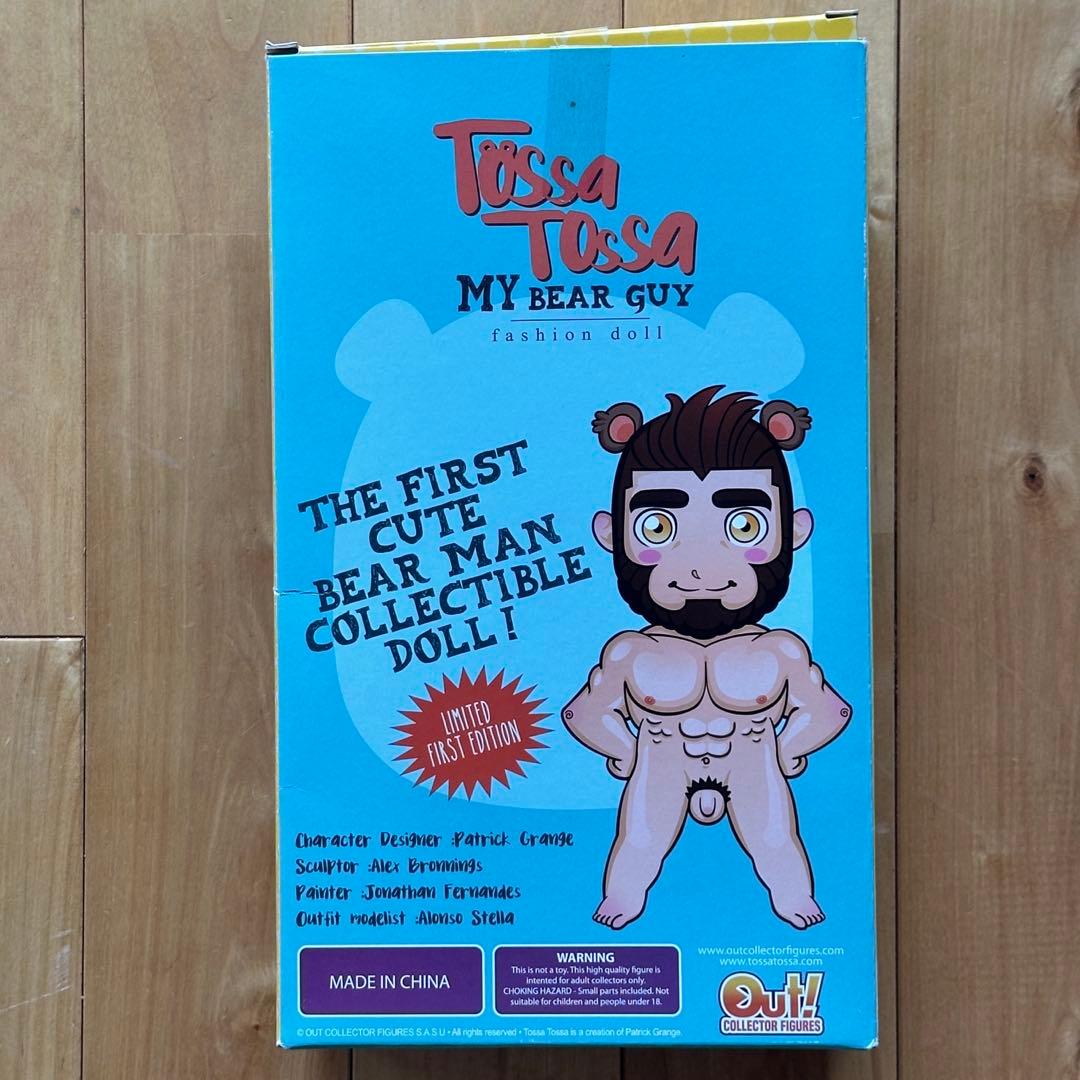 Tossa
Tossa
MY BEAR GUY
fashion doll
THE FIRST
CUTE
BEAR MAN
COLLECTIBLE
DOLL!
LIMITED
FIRST EDITION
Character Designer :Patrick Grange
Sculptor :Alex Bronnings
Painter :Jonathan Fernandes
Outfit modelist :Alonso Stella
MADE IN CHINA
WARNING
This is not a toy. This high quality figure is
intented for adult collectors only.
CHOKING HAZARD - Small parts included. Not
suitable for children and people under 18.
www.outcollectorfigures.com
www.tossatossa.com
Out!
COLLECTOR FIGURES
© OUT COLLECTOR FIGURES S.A.S U • All rights reserved • Tossa Tossa is a creation of Patrick Grange.